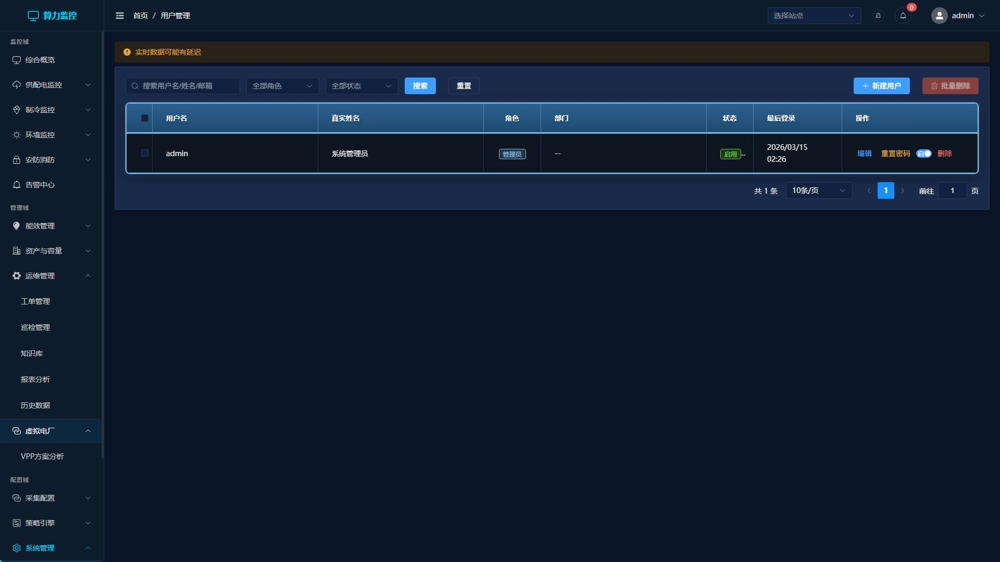 算力监控
首页 / 用户管理
选择站点
0
admin
监控域
综合概览
供配电监控
制冷监控
环境监控
安防消防
告警中心
管理域
能效管理
资产与容量
运维管理
工单管理
巡检管理
知识库
报表分析
历史数据
虚拟电厂
VPP方案分析
配置域
采集配置
策略引擎
系统管理
实时数据可能有延迟
搜索用户名/姓名/邮箱 全部角色 全部状态 搜索 重置 新建用户 批量删除
用户名 真实姓名 角色 部门 状态 最后登录 操作
admin 系统管理员 管理员 -- 启用... 2026/03/15 02:26 编辑 重置密码 启 删除
共 1 条 10条/页 1 前往 1 页